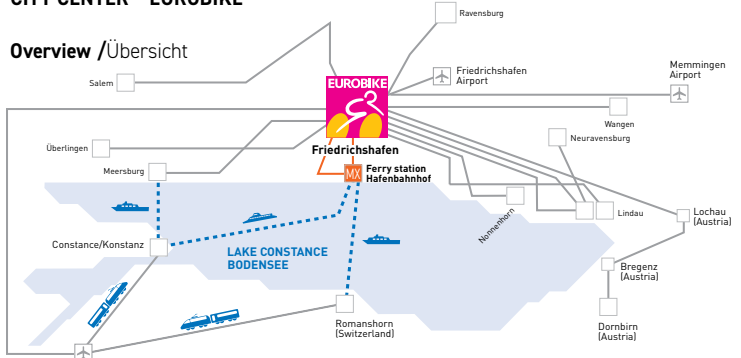 CITY CENTER – EUROBIKE
Overview /Übersicht
Ravensburg
Salem
Friedrichshafen
Airport
Memmingen
Airport
EUROBIKE
Wangen
Neuravensburg
Überlingen
Friedrichshafen
Meersburg
MX
Ferry station
Hafenbahnhof
Nonnenhorn
Lindau
Lochau
(Austria)
Constance/Konstanz
LAKE CONSTANCE
BODENSEE
Bregenz
(Austria)
Romanshorn
(Switzerland)
Dornbirn
(Austria)